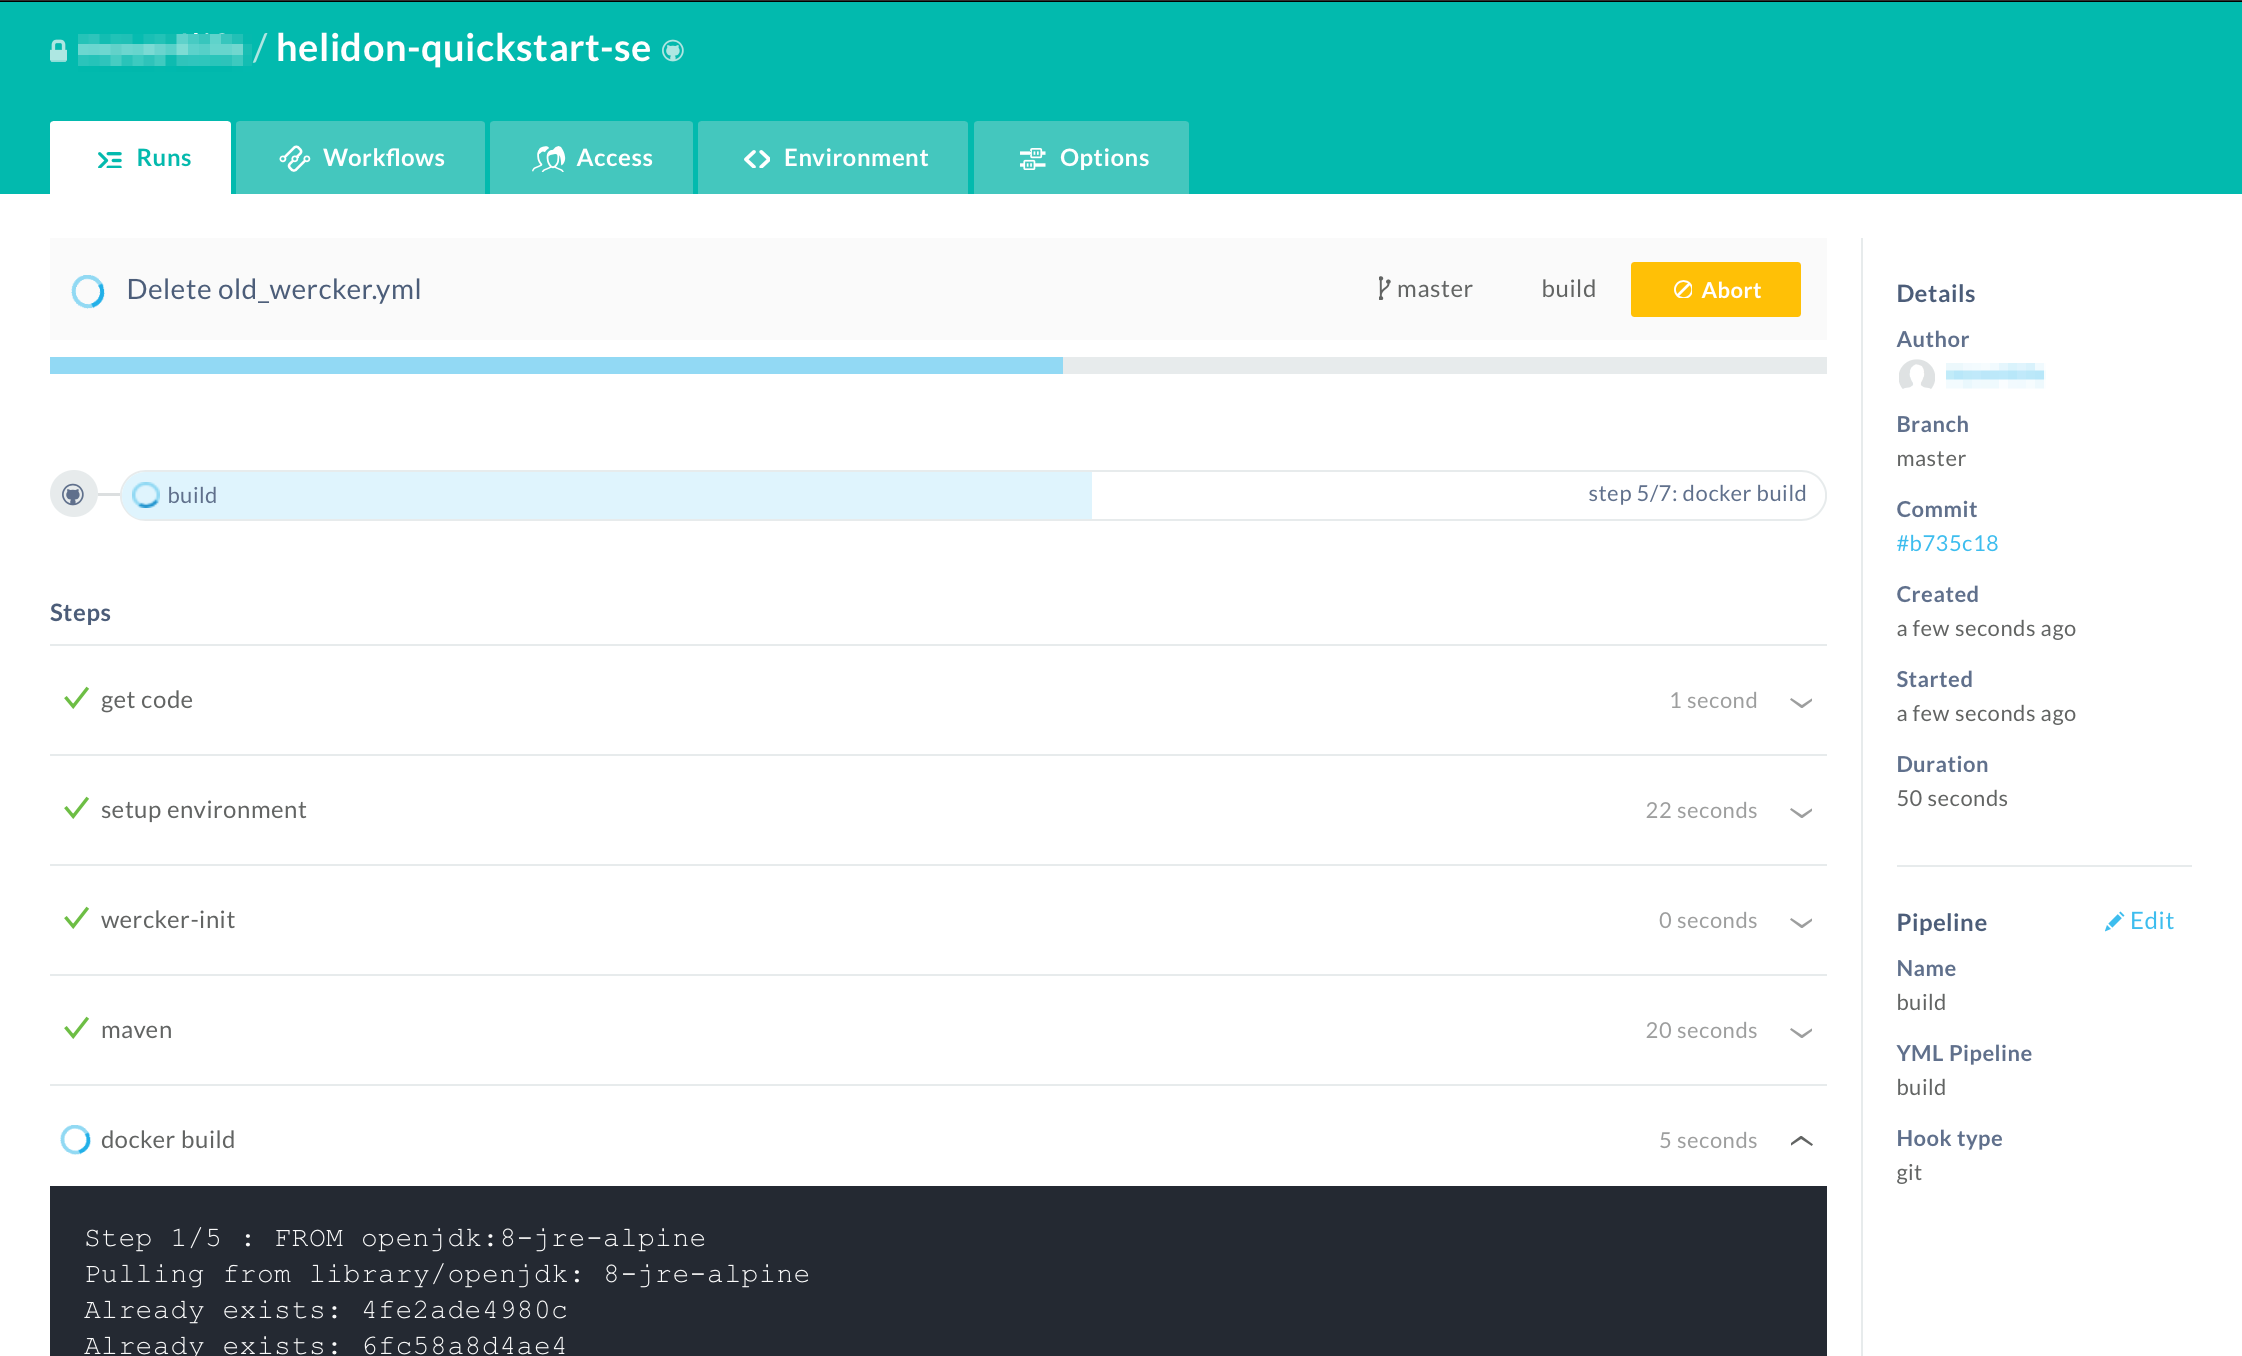 / helidon-quickstart-se
Runs
Workflows
Access
Environment
Options
Delete old_wercker.yml
master
build
Abort
build
step 5/7: docker build
Steps
get code
1 second
setup environment
22 seconds
wercker-init
0 seconds
maven
20 seconds
docker build
5 seconds
Step 1/5 : FROM openjdk:8-jre-alpine
Pulling from library/openjdk: 8-jre-alpine
Already exists: 4fe2ade4980c
Already exists: 6fc58a8d4ae4
Details
Author
Branch
master
Commit
#b735c18
Created
a few seconds ago
Started
a few seconds ago
Duration
50 seconds
Pipeline
Edit
Name
build
YML Pipeline
build
Hook type
git